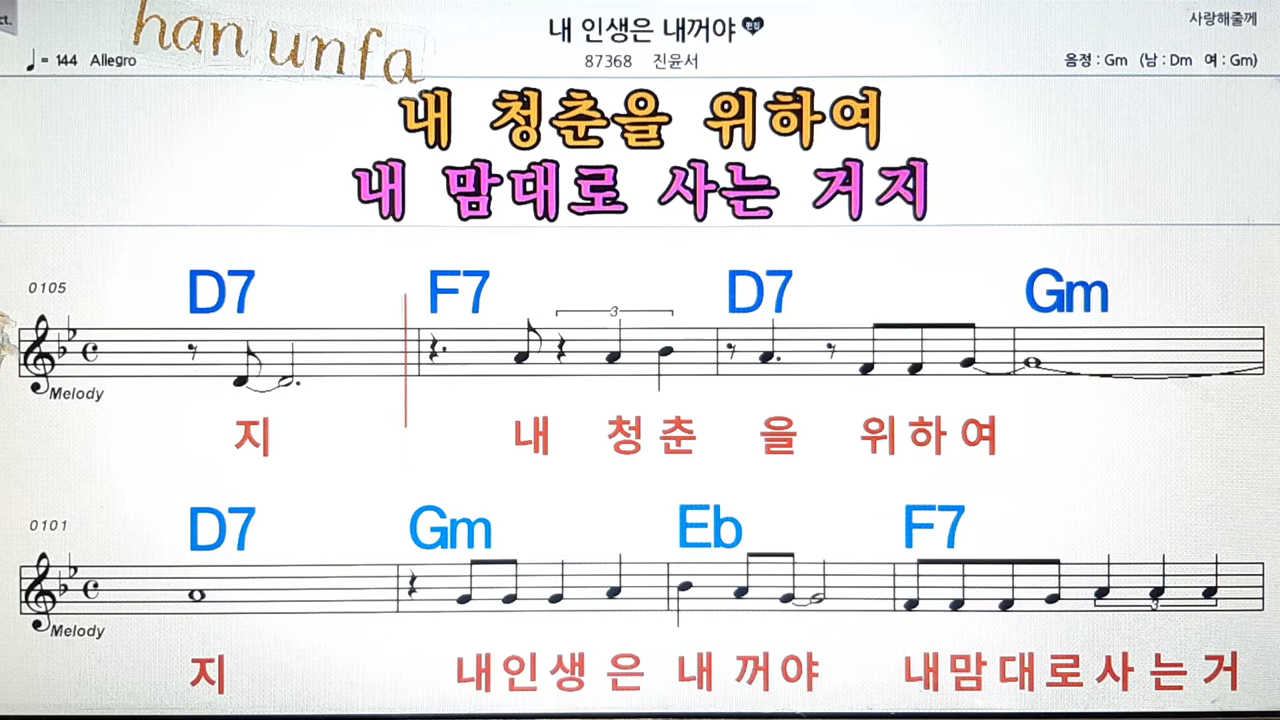 ct.
han unfa
내 인생은 내꺼야 편집
사랑해줄께
♩= 144 Allegro
87368 진윤서
음정 : Gm (남 : Dm 여 : Gm)
내 청춘을 위하여
내 맘대로 사는 거지
0105
D7 F7 D7 Gm
3
Melody
지 내 청 춘 을 위 하 여
0101
D7 Gm Eb F7
3
Melody
지 내 인 생 은 내 꺼 야 내 맘 대 로 사 는 거